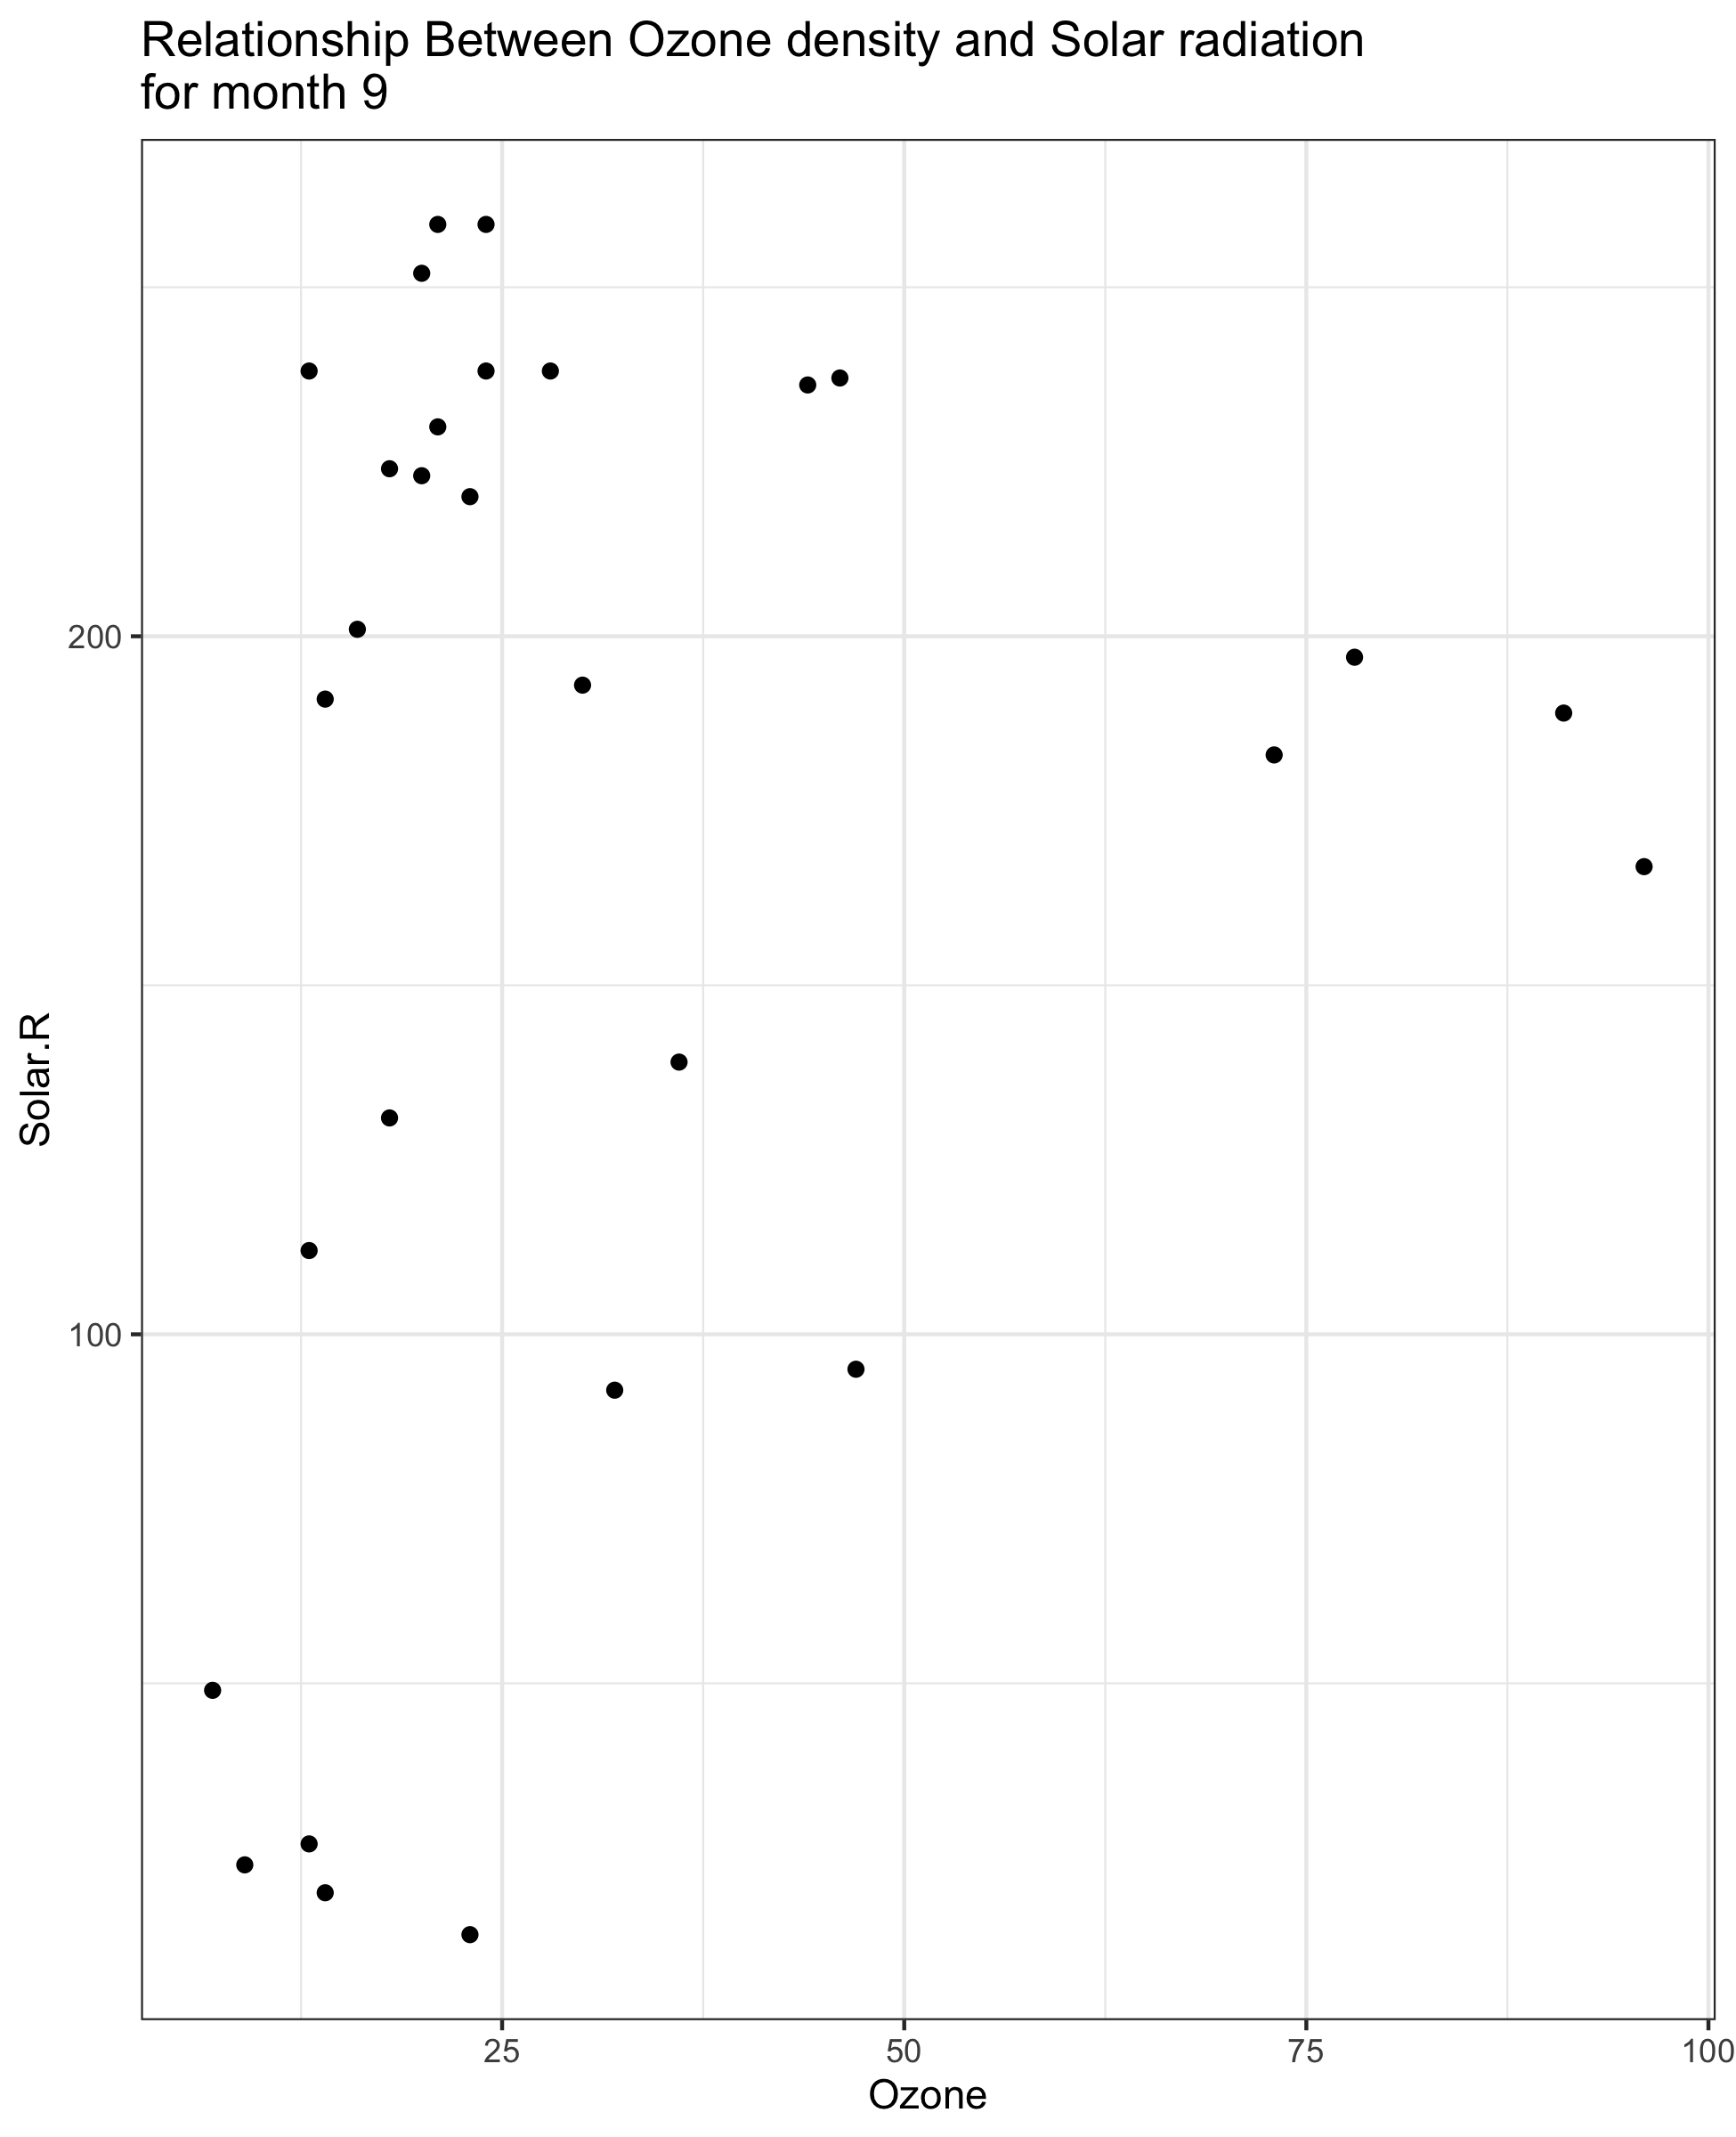 Relationship Between Ozone density and Solar radiation
for month 9
200
100
Solar.R
25
50
75
100
Ozone